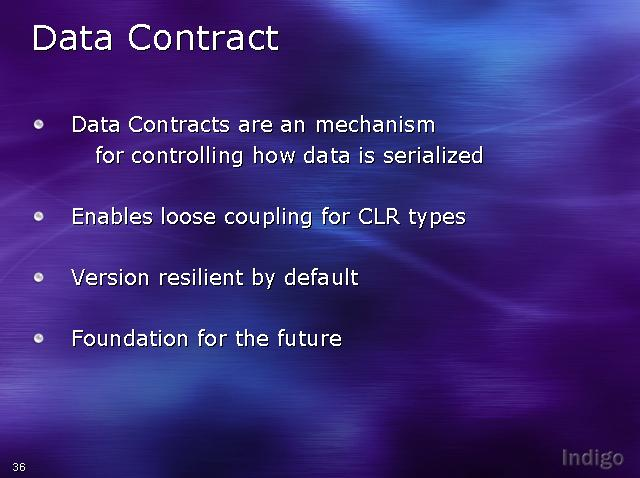 Data Contract
Data Contracts are an mechanism
for controlling how data is serialized
Enables loose coupling for CLR types
Version resilient by default
Foundation for the future
36
Indigo